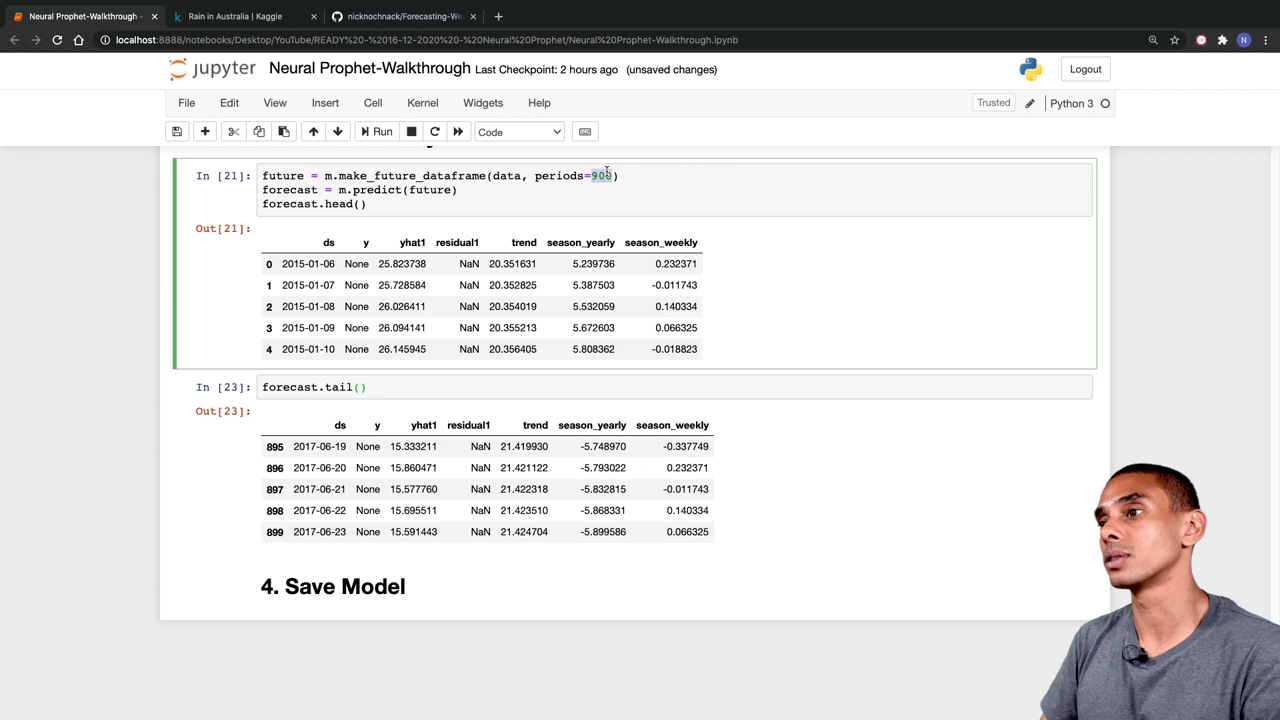 Neural Prophet-Walkthrough -
Rain in Australia | Kaggle
nicknochnack/Forecasting-We
localhost:8888/notebooks/Desktop/YouTube/READY%20-%2016-12-2020%20-%20Neural%20Prophet/Neural%20Prophet-Walkthrough.ipynb
N
jupyter Neural Prophet-Walkthrough Last Checkpoint: 2 hours ago (unsaved changes)
Logout
File Edit View Insert Cell Kernel Widgets Help
Trusted Python 3
Run Code
In [21]: future = m.make_future_dataframe(data, periods=900)
forecast = m.predict(future)
forecast.head()
Out[21]:
ds y yhat1 residual1 trend season_yearly season_weekly
0 2015-01-06 None 25.823738 NaN 20.351631 5.239736 0.232371
1 2015-01-07 None 25.728584 NaN 20.352825 5.387503 -0.011743
2 2015-01-08 None 26.026411 NaN 20.354019 5.532059 0.140334
3 2015-01-09 None 26.094141 NaN 20.355213 5.672603 0.066325
4 2015-01-10 None 26.145945 NaN 20.356405 5.808362 -0.018823
In [23]: forecast.tail()
Out[23]:
ds y yhat1 residual1 trend season_yearly season_weekly
895 2017-06-19 None 15.333211 NaN 21.419930 -5.748970 -0.337749
896 2017-06-20 None 15.860471 NaN 21.421122 -5.793022 0.232371
897 2017-06-21 None 15.577760 NaN 21.422318 -5.832815 -0.011743
898 2017-06-22 None 15.695511 NaN 21.423510 -5.868331 0.140334
899 2017-06-23 None 15.591443 NaN 21.424704 -5.899586 0.066325
4. Save Model